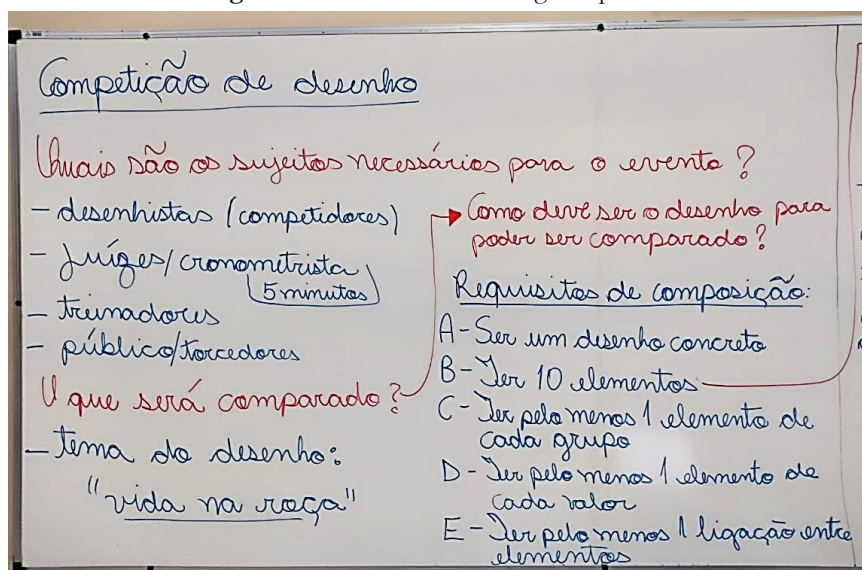 Competição de desenho
Quais são os sujeitos necessários para o evento?
- desenhistas (competidores)
- Juízes/cronometrista
5 minutos
- treinadores
- público/torcedores
O que será comparado?
- tema do desenho:
"vida na roça"
Como deve ser o desenho para
poder ser comparado?
Requisitos de composição:
A - Ser um desenho concreto
B - Ter 10 elementos
C - Ter pelo menos 1 elemento de
cada grupo
D - Ter pelo menos 1 elemento de
cada valor
E - Ter pelo menos 1 ligação entre
elementos